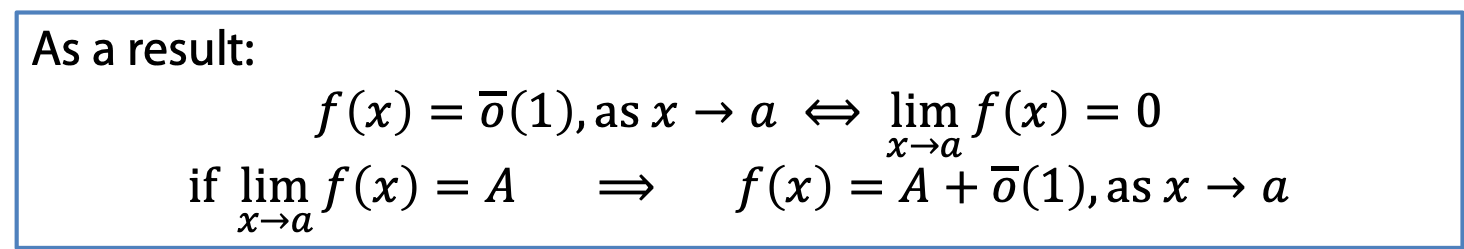 As a result:
f(x) = o̅(1), as x → a ⟺ lim_{x→a} f(x) = 0
if lim_{x→a} f(x) = A ⟹ f(x) = A + o̅(1), as x → a